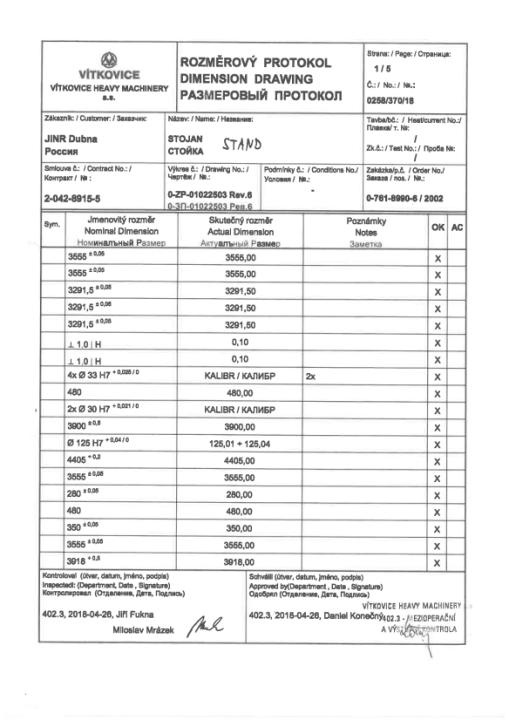 VÍTKOVICE
VÍTKOVICE HEAVY MACHINERY
a.s.
ROZMĚROVÝ PROTOKOL
DIMENSION DRAWING
РАЗМЕРОВЫЙ ПРОТОКОЛ
Strana: / Page: / Страница:
1 / 5
Č.: / No.: / №.:
0258/370/18
Zákazník: / Customer: / Заказчик:
JINR Dubna
Россия
Název: / Name: / Название:
STOJAN
СТОЙКА
STAND
Tavba/bč.: / Heat/current No.:/
Плавка/ т. №:
/
Zk.č.: / Test No.: / Проба №:
/
Smlouva č.: / Contract No.: /
Контракт / № :
2-042-8915-5
Výkres č.: / Drawing No.: /
Чертёж / №.:
0-ZP-01022503 Rev.6
0-ЗП-01022503 Рев.6
Podmínky č.: / Conditions No./
Условия / №.:
-
Zakázka/p.č. / Order No./
Заказа / поз. / №.:
0-761-8990-6 / 2002
Sym.
Jmenovitý rozměr
Nominal Dimension
Номинальный Размер
Skutečný rozměr
Actual Dimension
Актуальный Размер
Poznámky
Notes
Заметка
OK AC
3555 ± 0,05 3555,00 X
3555 ± 0,05 3555,00 X
3291,5 ± 0,05 3291,50 X
3291,5 ± 0,05 3291,50 X
3291,5 ± 0,05 3291,50 X
⊥ 1,0 | H 0,10 X
⊥ 1,0 | H 0,10 X
4x Ø 33 H7 + 0,025 / 0 KALIBR / КАЛИБР 2x X
480 480,00 X
2x Ø 30 H7 + 0,021 / 0 KALIBR / КАЛИБР X
3900 ± 0,5 3900,00 X
Ø 125 H7 + 0,04 / 0 125,01 ÷ 125,04 X
4405 + 0,2 4405,00 X
3555 ± 0,05 3555,00 X
280 ± 0,05 280,00 X
480 480,00 X
350 ± 0,05 350,00 X
3555 ± 0,05 3555,00 X
3918 + 0,5 3918,00 X
Kontroloval (útvar, datum, jméno, podpis)
Inspected: (Department, Date , Signature)
Контролировал (Отделение, Дата, Подпись)
402.3, 2018-04-26, Jiří Fukna
Miloslav Mrázek
Schválil (útvar, datum, jméno, podpis)
Approved by(Department, Date , Signature)
Одобрял (Отделение, Дата, Подпись)
402.3, 2018-04-26, Daniel Konečný
VÍTKOVICE HEAVY MACHINERY
402.3 - MEZIOPERAČNÍ
A VÝSTUPNÍ KONTROLA